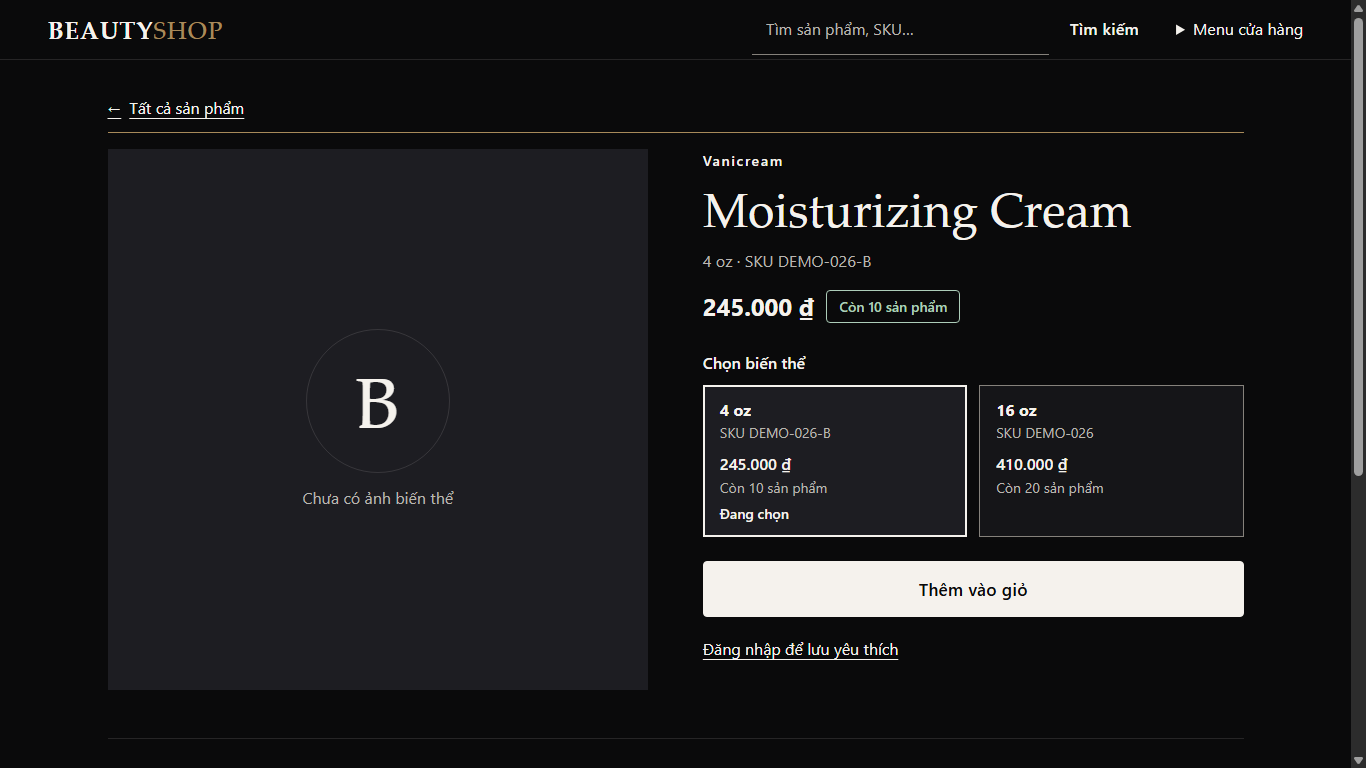 BEAUTYSHOP
Tìm sản phẩm, SKU...
Tìm kiếm
▶ Menu cửa hàng
← Tất cả sản phẩm
B
Chưa có ảnh biến thể
Vanicream
Moisturizing Cream
4 oz · SKU DEMO-026-B
245.000 ₫
Còn 10 sản phẩm
Chọn biến thể
4 oz
SKU DEMO-026-B
245.000 ₫
Còn 10 sản phẩm
Đang chọn
16 oz
SKU DEMO-026
410.000 ₫
Còn 20 sản phẩm
Thêm vào giỏ
Đăng nhập để lưu yêu thích